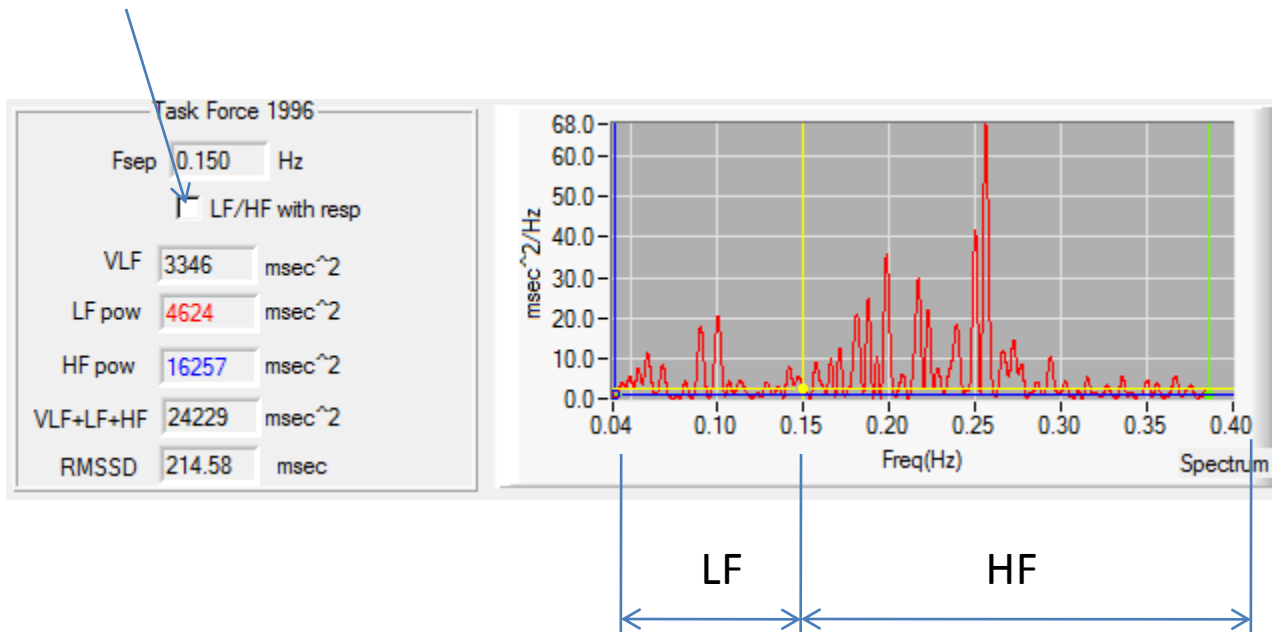 Task Force 1996
Fsep 0.150 Hz
LF/HF with resp
VLF 3346 msec^2
LF pow 4624 msec^2
HF pow 16257 msec^2
VLF+LF+HF 24229 msec^2
RMSSD 214.58 msec
msec^2/Hz
68.0
60.0
50.0
40.0
30.0
20.0
10.0
0.0
0.04 0.10 0.15 0.20 0.25 0.30 0.35 0.40
Freq(Hz)
Spectrum
LF HF